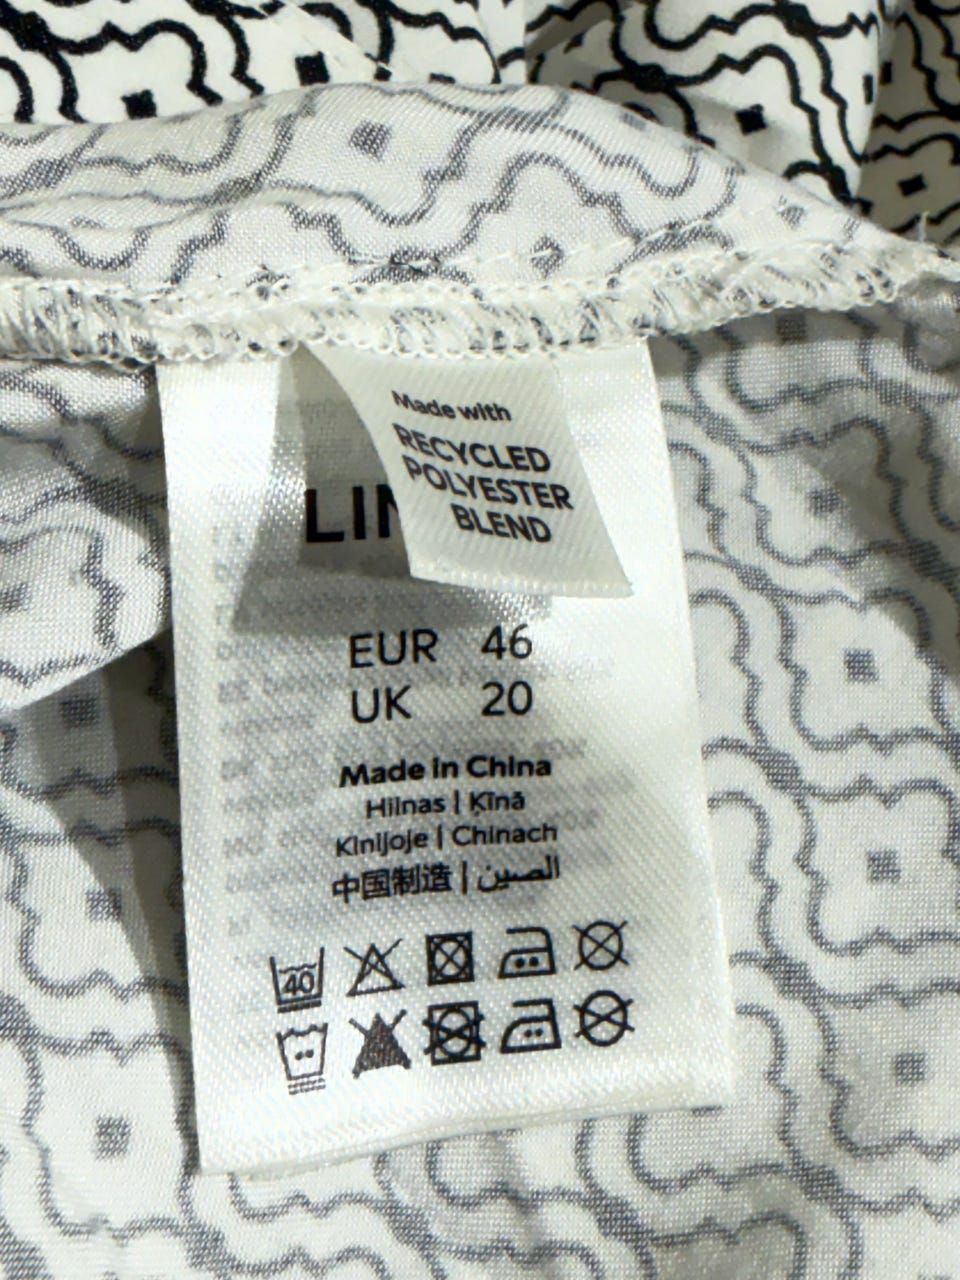 Made with
RECYCLED
POLYESTER
BLEND
EUR 46
UK 20
Made in China
Hiinas | Ķīnā
Kinijoje | Chinach
中国制造 | الصين
40